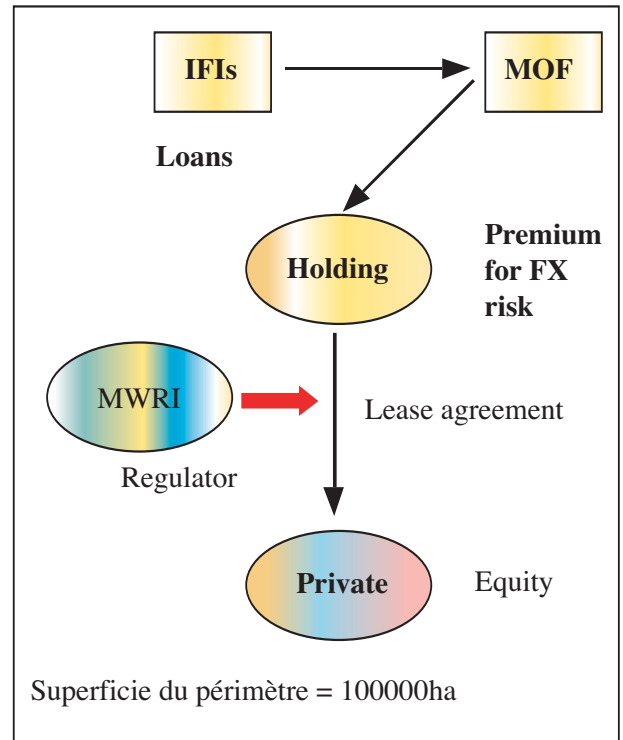 IFIs
MOF
Loans
Holding
Premium
for FX
risk
MWRI
Lease agreement
Regulator
Private
Equity
Superficie du périmètre = 100000ha